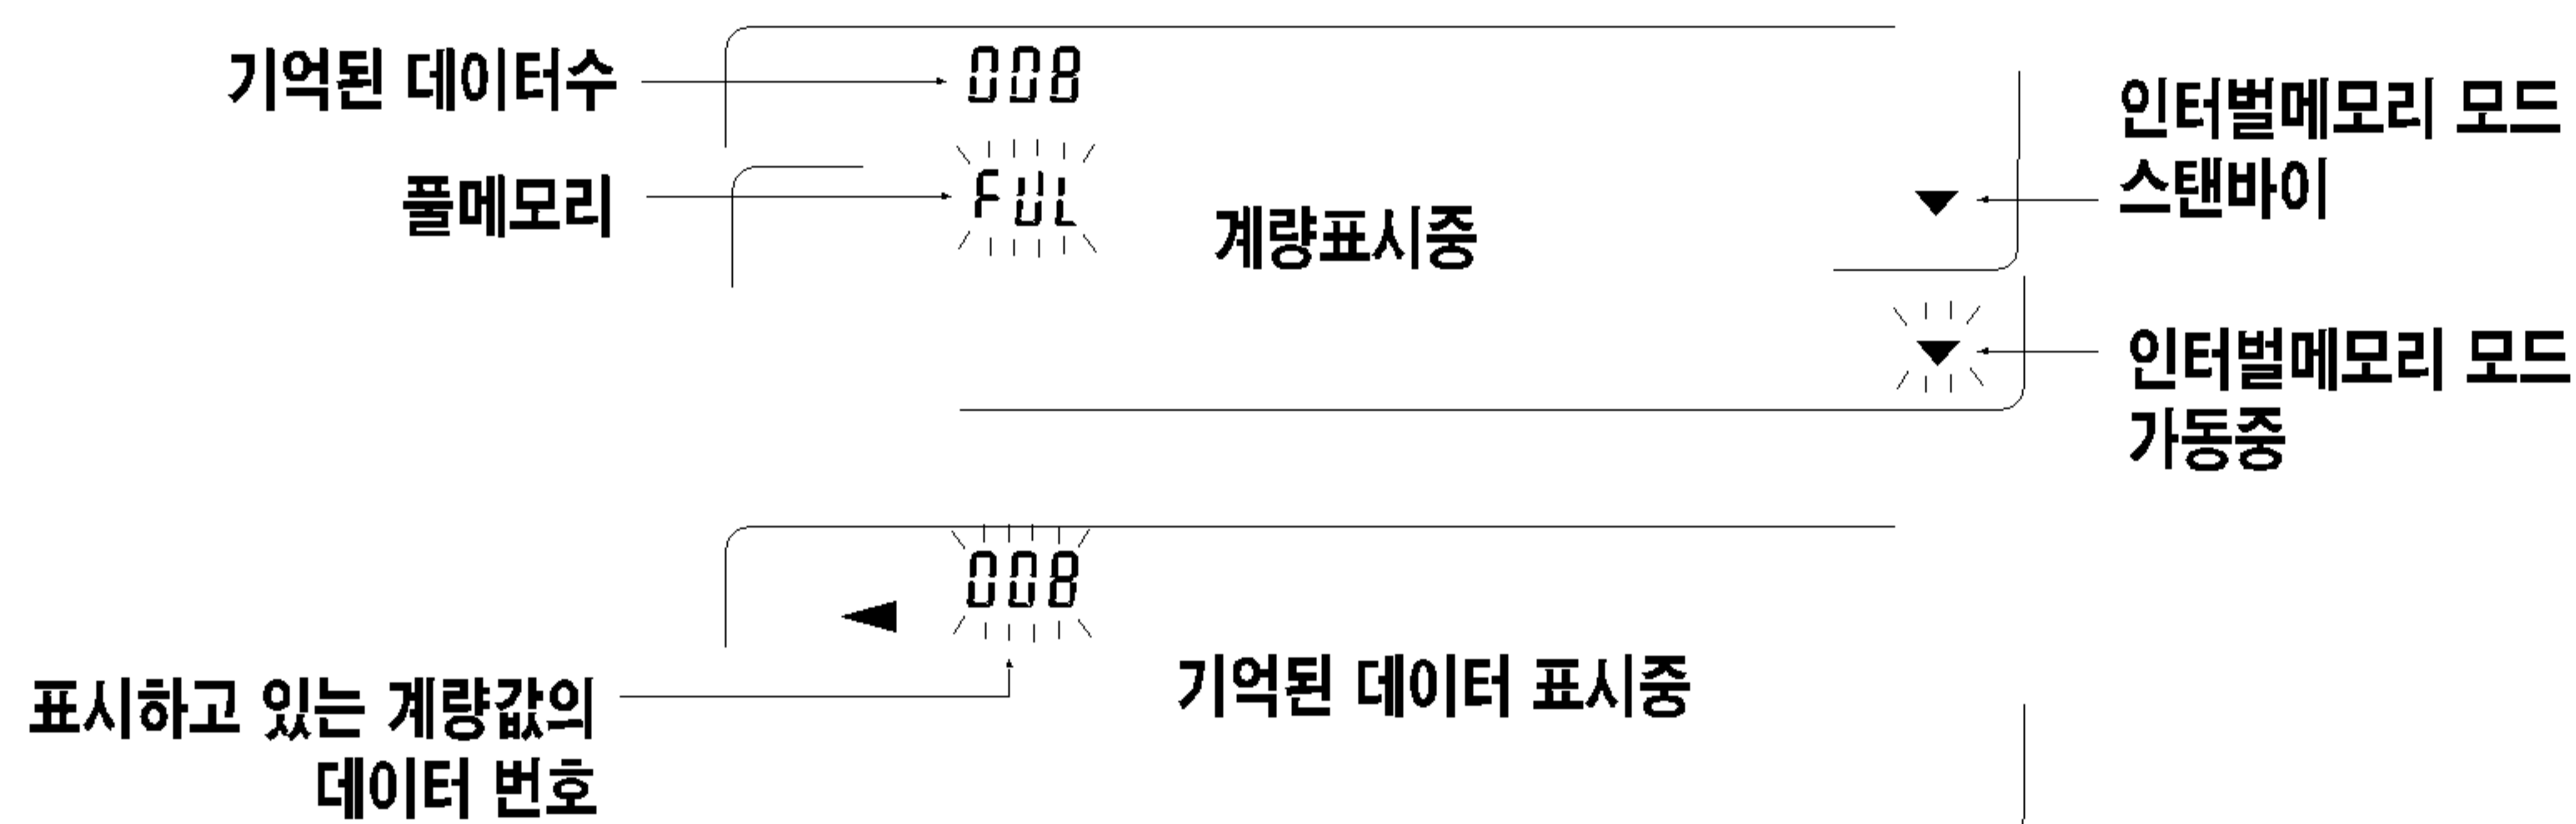 기억된 데이터수
008
인터벌메모리 모드
스탠바이
풀메모리
FUL
계량표시중
인터벌메모리 모드
가동중
008
기억된 데이터 표시중
표시하고 있는 계량값의
데이터 번호